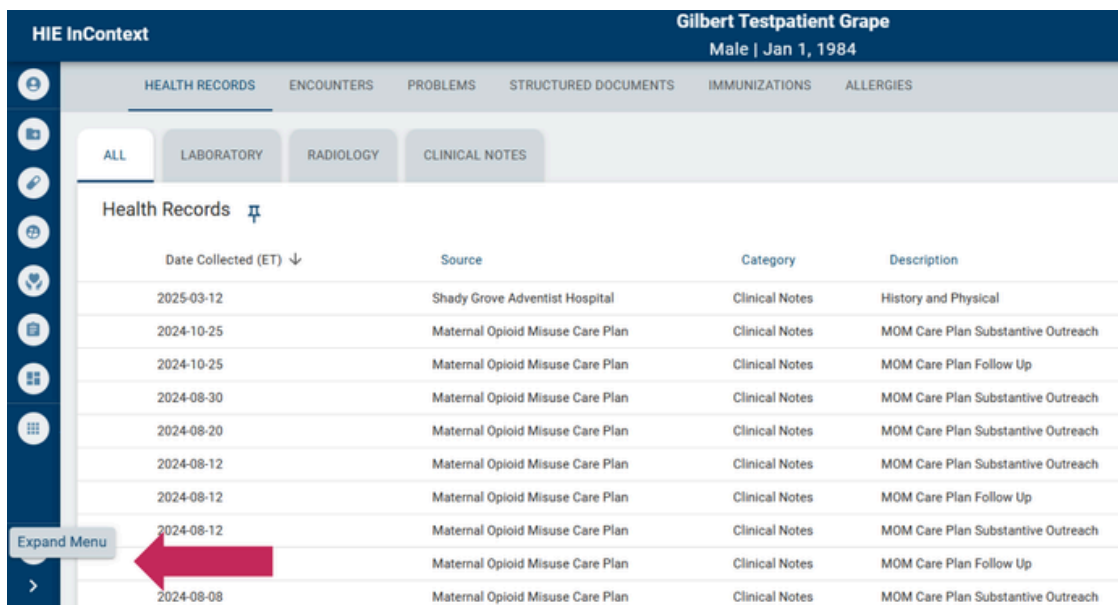 HIE InContext
Gilbert Testpatient Grape
Male | Jan 1, 1984
HEALTH RECORDS ENCOUNTERS PROBLEMS STRUCTURED DOCUMENTS IMMUNIZATIONS ALLERGIES
ALL LABORATORY RADIOLOGY CLINICAL NOTES
Health Records
Date Collected (ET) Source Category Description
2025-03-12 Shady Grove Adventist Hospital Clinical Notes History and Physical
2024-10-25 Maternal Opioid Misuse Care Plan Clinical Notes MOM Care Plan Substantive Outreach
2024-10-25 Maternal Opioid Misuse Care Plan Clinical Notes MOM Care Plan Follow Up
2024-08-30 Maternal Opioid Misuse Care Plan Clinical Notes MOM Care Plan Substantive Outreach
2024-08-20 Maternal Opioid Misuse Care Plan Clinical Notes MOM Care Plan Substantive Outreach
2024-08-12 Maternal Opioid Misuse Care Plan Clinical Notes MOM Care Plan Substantive Outreach
2024-08-12 Maternal Opioid Misuse Care Plan Clinical Notes MOM Care Plan Follow Up
2024-08-12 Maternal Opioid Misuse Care Plan Clinical Notes MOM Care Plan Substantive Outreach
Expand Menu
Maternal Opioid Misuse Care Plan Clinical Notes MOM Care Plan Follow Up
2024-08-08 Maternal Opioid Misuse Care Plan Clinical Notes MOM Care Plan Substantive Outreach